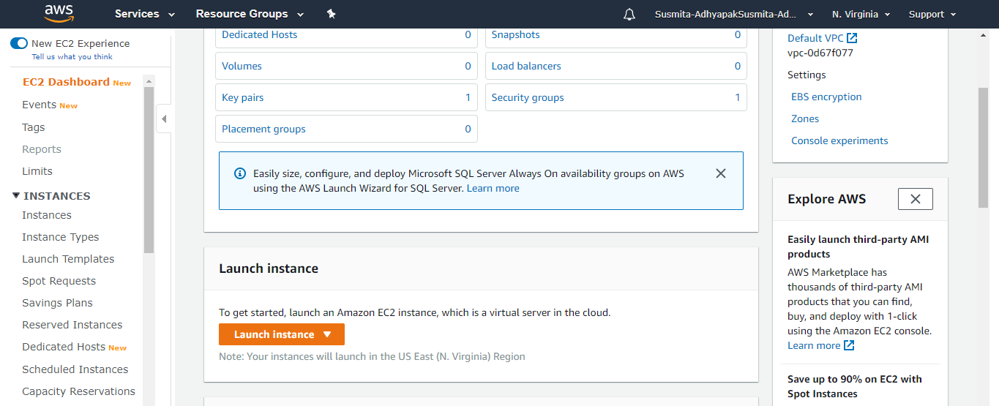 aws Services Resource Groups Susmita-AdhyapakSusmita-Ad... N. Virginia Support
New EC2 Experience
Tell us what you think
EC2 Dashboard New
Events New
Tags
Reports
Limits
INSTANCES
Instances
Instance Types
Launch Templates
Spot Requests
Savings Plans
Reserved Instances
Dedicated Hosts New
Scheduled Instances
Capacity Reservations
Dedicated Hosts 0 Snapshots 0
Volumes 0 Load balancers 0
Key pairs 1 Security groups 1
Placement groups 0
Easily size, configure, and deploy Microsoft SQL Server Always On availability groups on AWS
using the AWS Launch Wizard for SQL Server. Learn more
Launch instance
To get started, launch an Amazon EC2 instance, which is a virtual server in the cloud.
Launch instance
Note: Your instances will launch in the US East (N. Virginia) Region
Default VPC
vpc-0d67f077
Settings
EBS encryption
Zones
Console experiments
Explore AWS
Easily launch third-party AMI
products
AWS Marketplace has
thousands of third-party AMI
products that you can find,
buy, and deploy with 1-click
using the Amazon EC2 console.
Learn more
Save up to 90% on EC2 with
Spot Instances